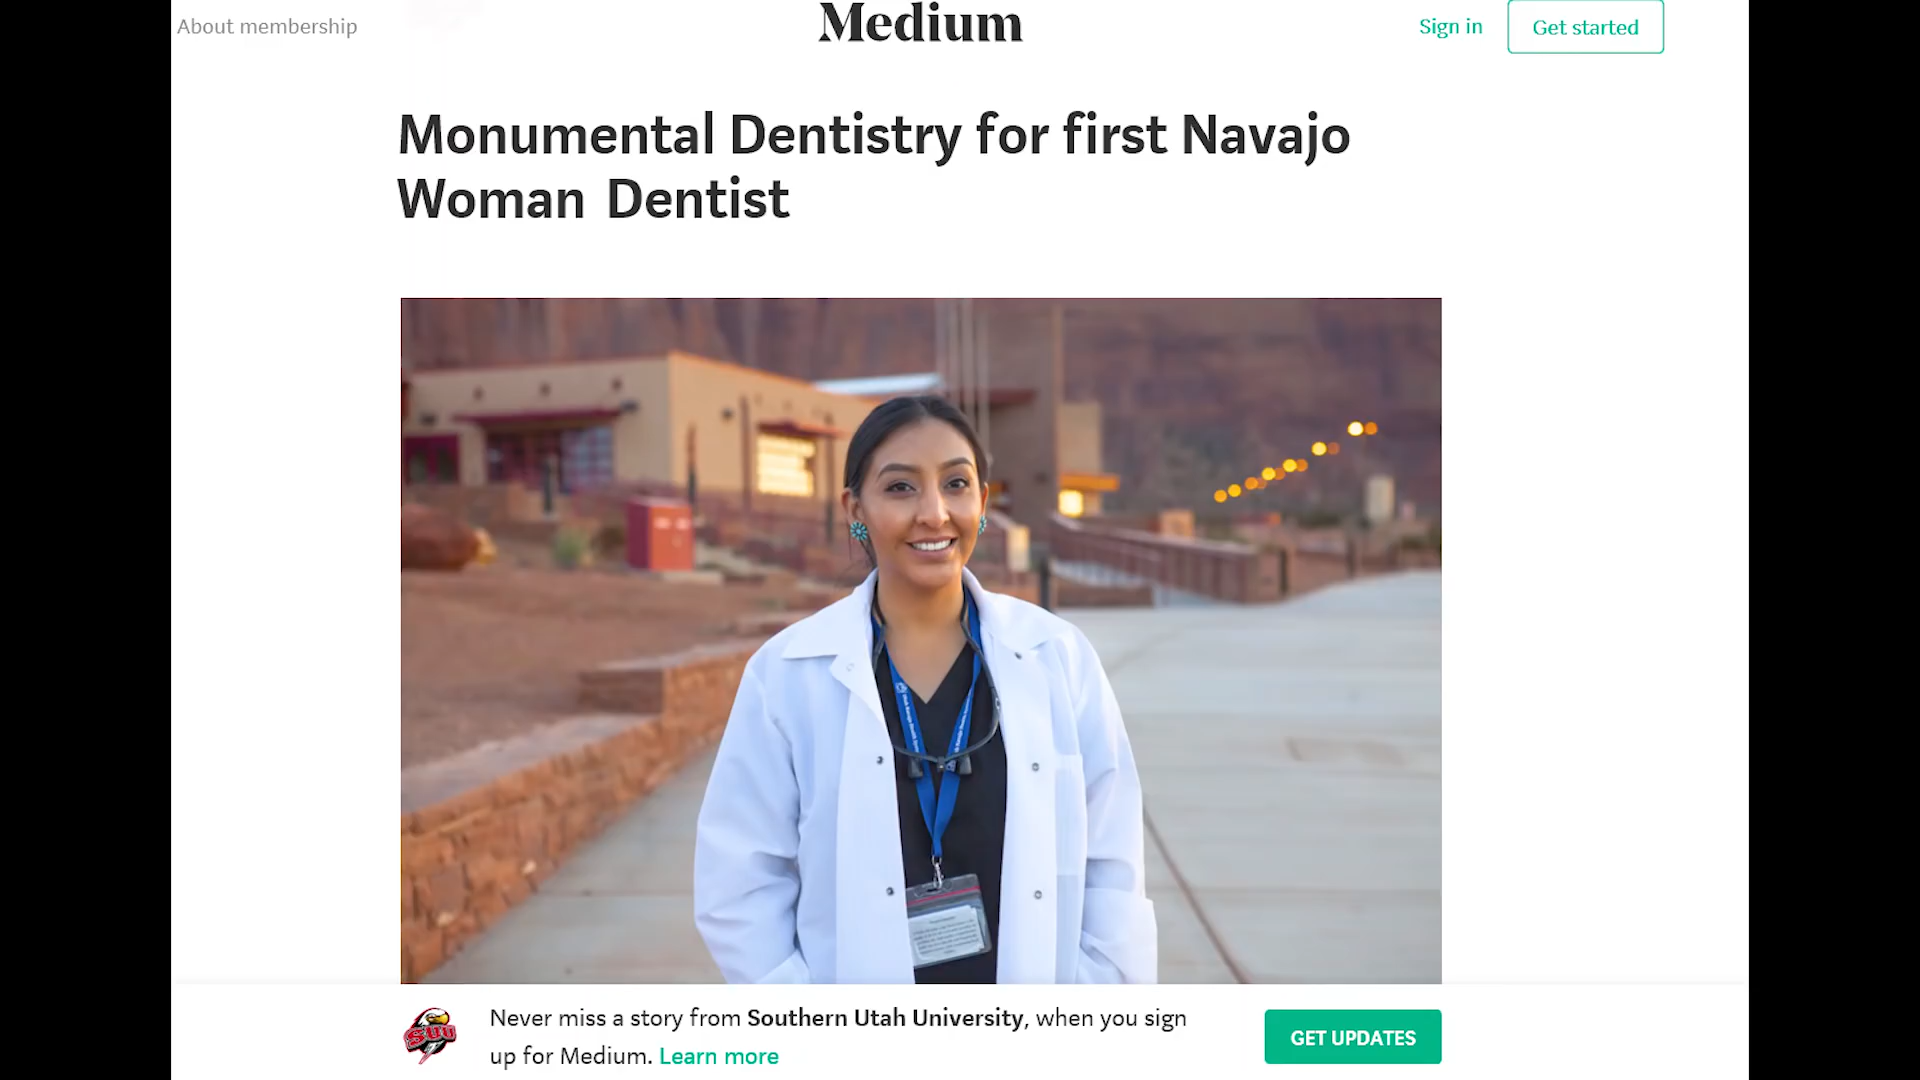 About membership
Medium
Sign in
Get started
Monumental Dentistry for first Navajo
Woman Dentist
SUU
Never miss a story from Southern Utah University, when you sign
up for Medium. Learn more
GET UPDATES